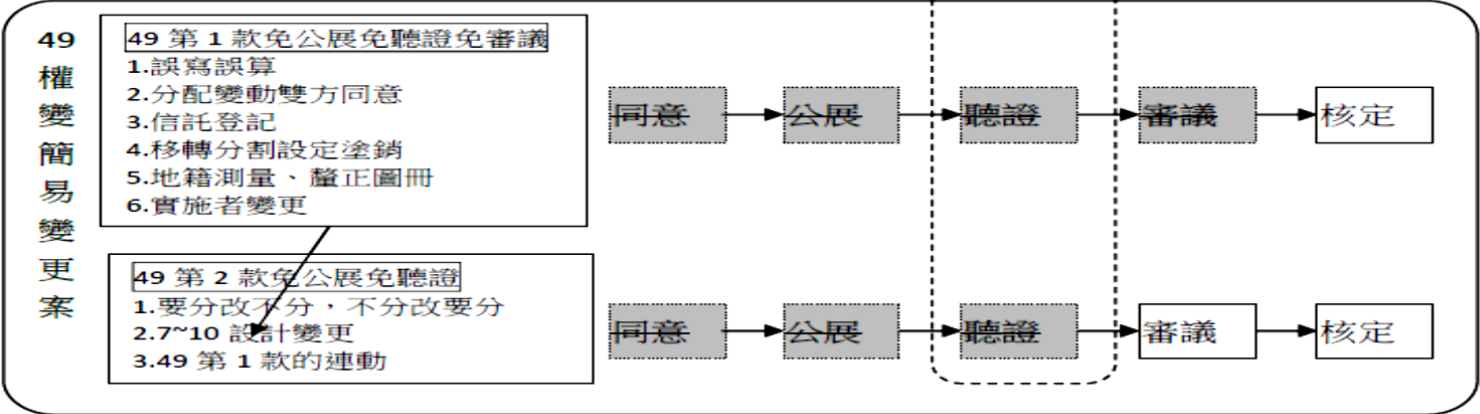 49權變簡易變更案
49 第 1 款免公展免聽證免審議
1.誤寫誤算
2.分配變動雙方同意
3.信託登記
4.移轉分割設定塗銷
5.地籍測量、釐正圖冊
6.實施者變更
同意
公展
聽證
審議
核定
49 第 2 款免公展免聽證
1.要分改不分，不分改要分
2.7~10 設計變更
3.49 第 1 款的連動
同意
公展
聽證
審議
核定